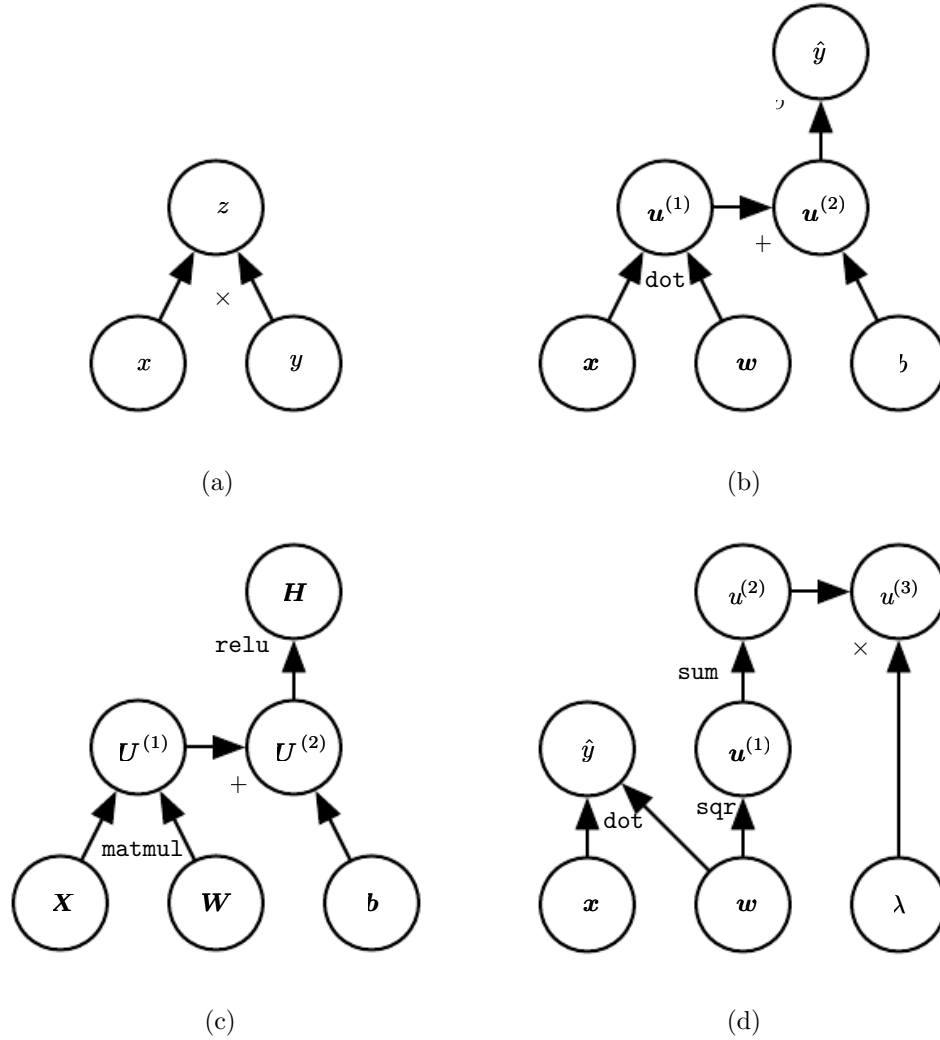 ŷ
z
u(1)
u(2)
+
dot
×
x
y
x
w
(a)
(b)
H
u(2)
u(3)
relu
×
sum
U(1)
U(2)
ŷ
u(1)
+
sqr
dot
matmul
X
W
b
x
w
λ
(c)
(d)